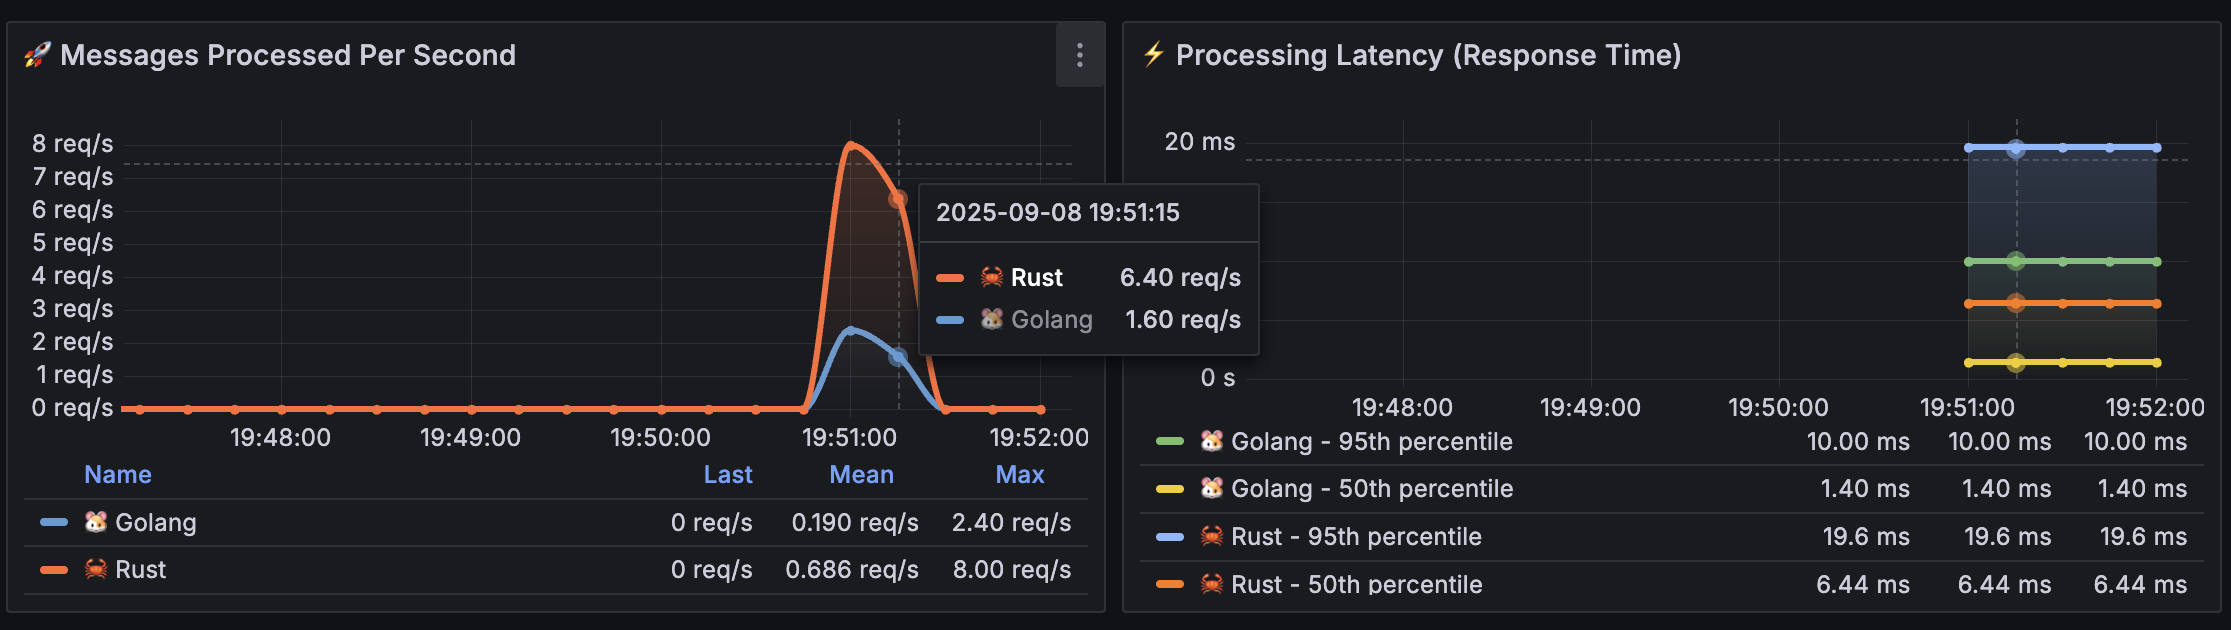 🚀 Messages Processed Per Second
8 req/s
7 req/s
6 req/s
5 req/s
4 req/s
3 req/s
2 req/s
1 req/s
0 req/s
19:48:00 19:49:00 19:50:00 19:51:00 19:52:00
Name Last Mean Max
🐹 Golang 0 req/s 0.190 req/s 2.40 req/s
🦀 Rust 0 req/s 0.686 req/s 8.00 req/s
2025-09-08 19:51:15
🦀 Rust 6.40 req/s
🐹 Golang 1.60 req/s
⚡ Processing Latency (Response Time)
20 ms
0 s
19:48:00 19:49:00 19:50:00 19:51:00 19:52:00
🐹 Golang - 95th percentile 10.00 ms 10.00 ms 10.00 ms
🐹 Golang - 50th percentile 1.40 ms 1.40 ms 1.40 ms
🦀 Rust - 95th percentile 19.6 ms 19.6 ms 19.6 ms
🦀 Rust - 50th percentile 6.44 ms 6.44 ms 6.44 ms